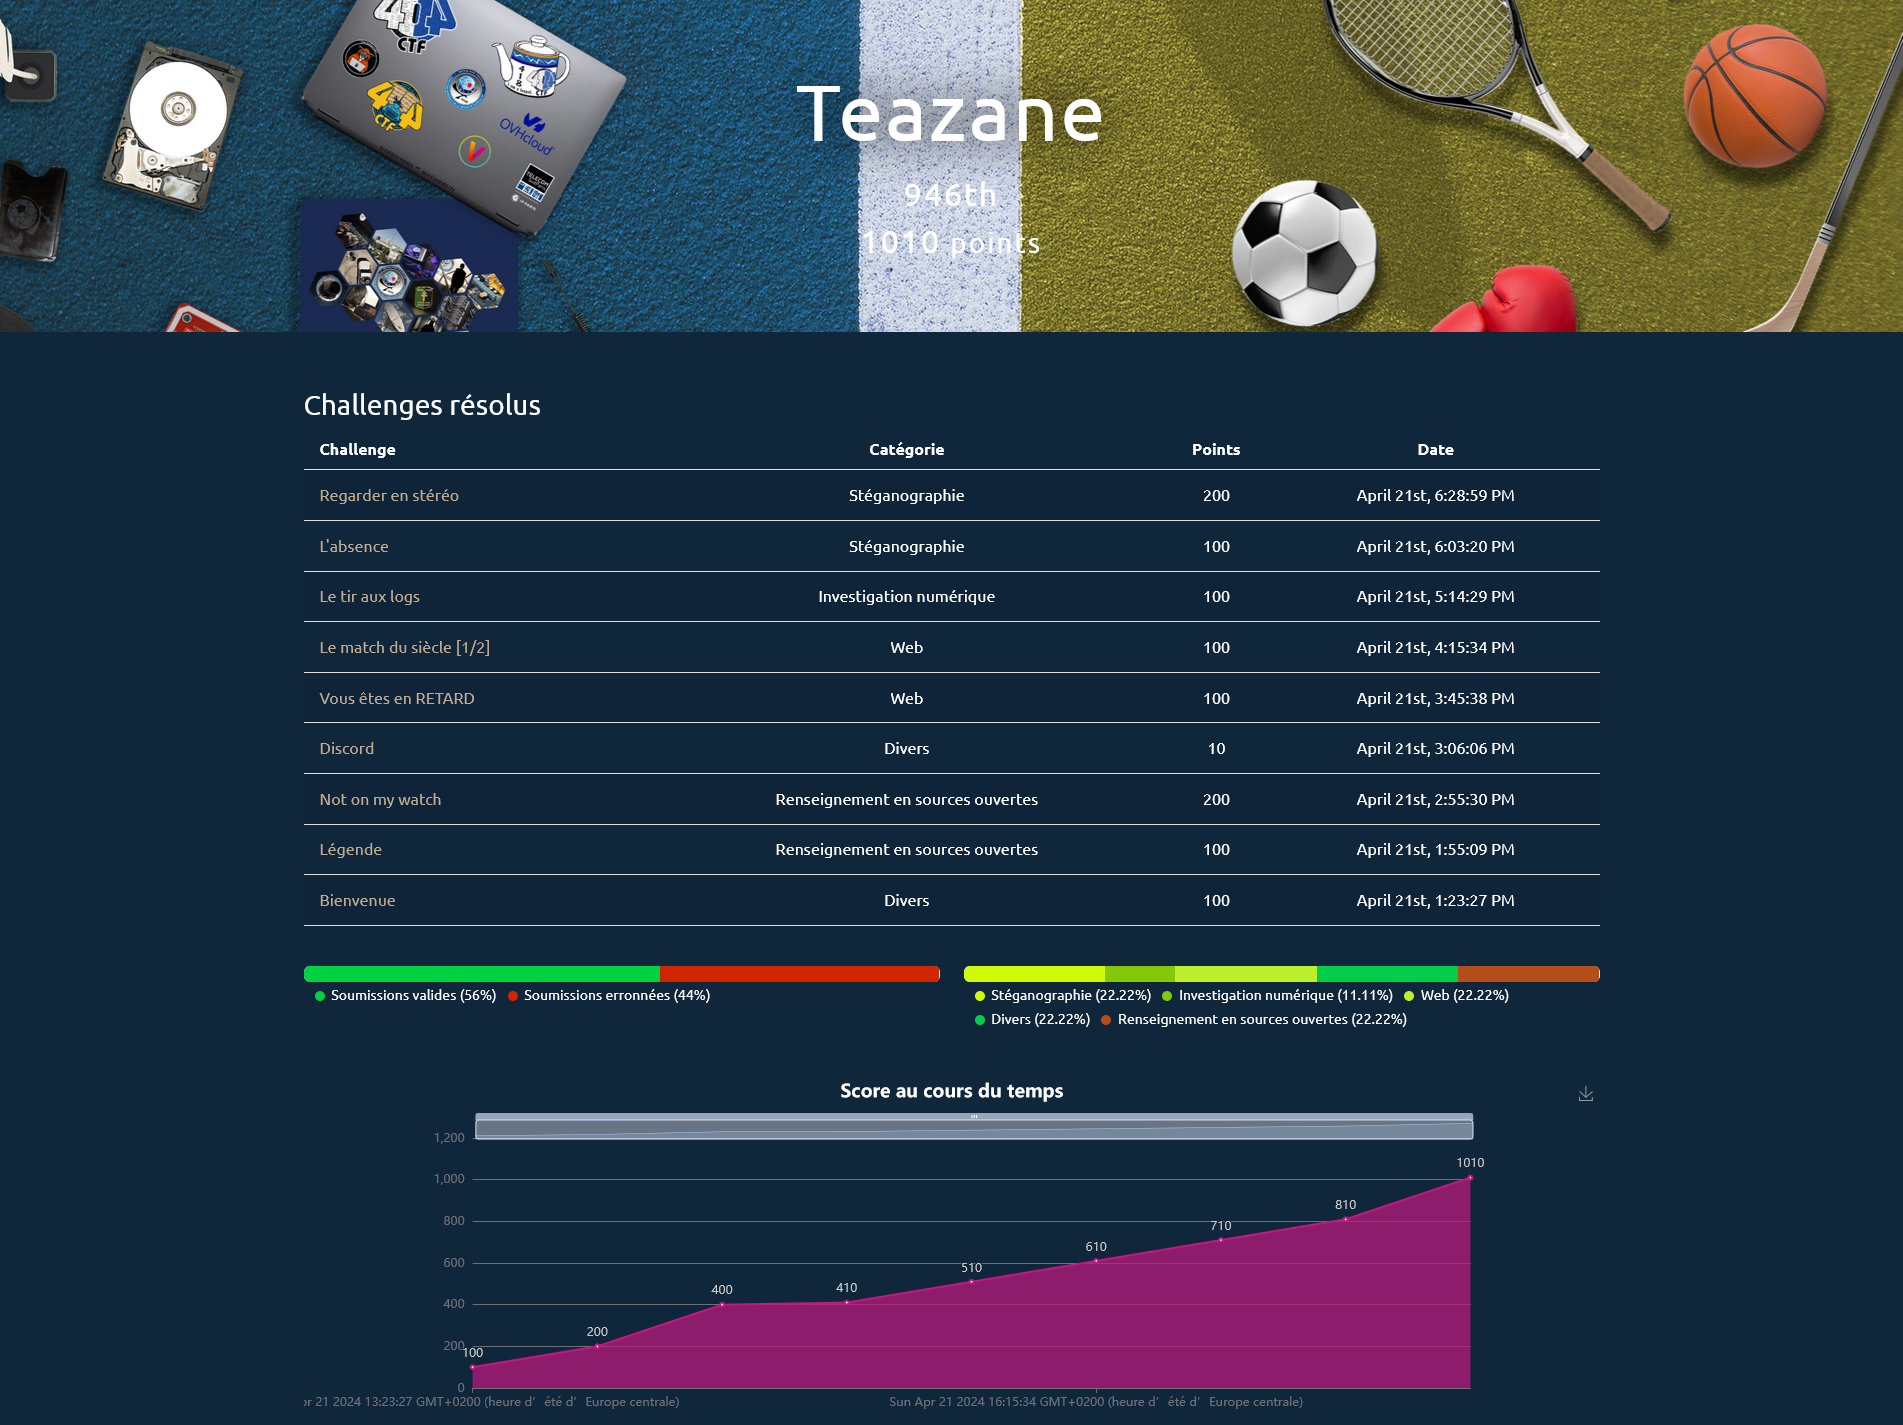 404
CTF
418
CTF
404
CTF
OVHcloud
TELECOM
Teazane
946th
1010 points
Challenges résolus
Challenge Catégorie Points Date
Regarder en stéréo Stéganographie 200 April 21st, 6:28:59 PM
L'absence Stéganographie 100 April 21st, 6:03:20 PM
Le tir aux logs Investigation numérique 100 April 21st, 5:14:29 PM
Le match du siècle [1/2] Web 100 April 21st, 4:15:34 PM
Vous êtes en RETARD Web 100 April 21st, 3:45:38 PM
Discord Divers 10 April 21st, 3:06:06 PM
Not on my watch Renseignement en sources ouvertes 200 April 21st, 2:55:30 PM
Légende Renseignement en sources ouvertes 100 April 21st, 1:55:09 PM
Bienvenue Divers 100 April 21st, 1:23:27 PM
Soumissions valides (56%) Soumissions erronnées (44%)
Stéganographie (22.22%) Investigation numérique (11.11%) Web (22.22%)
Divers (22.22%) Renseignement en sources ouvertes (22.22%)
Score au cours du temps
1,200
1,000
800
600
400
200
0
100
200
400
410
510
610
710
810
1010
r 21 2024 13:23:27 GMT+0200 (heure d’été d’Europe centrale)
Sun Apr 21 2024 16:15:34 GMT+0200 (heure d’été d’Europe centrale)